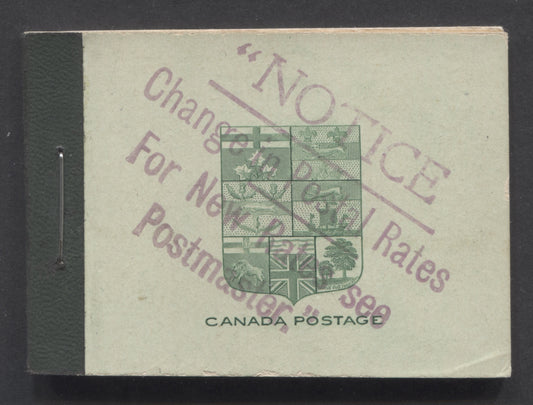 "NOTICE
Change in Postal Rates
For New Rates, see
Postmaster."
CANADA POSTAGE